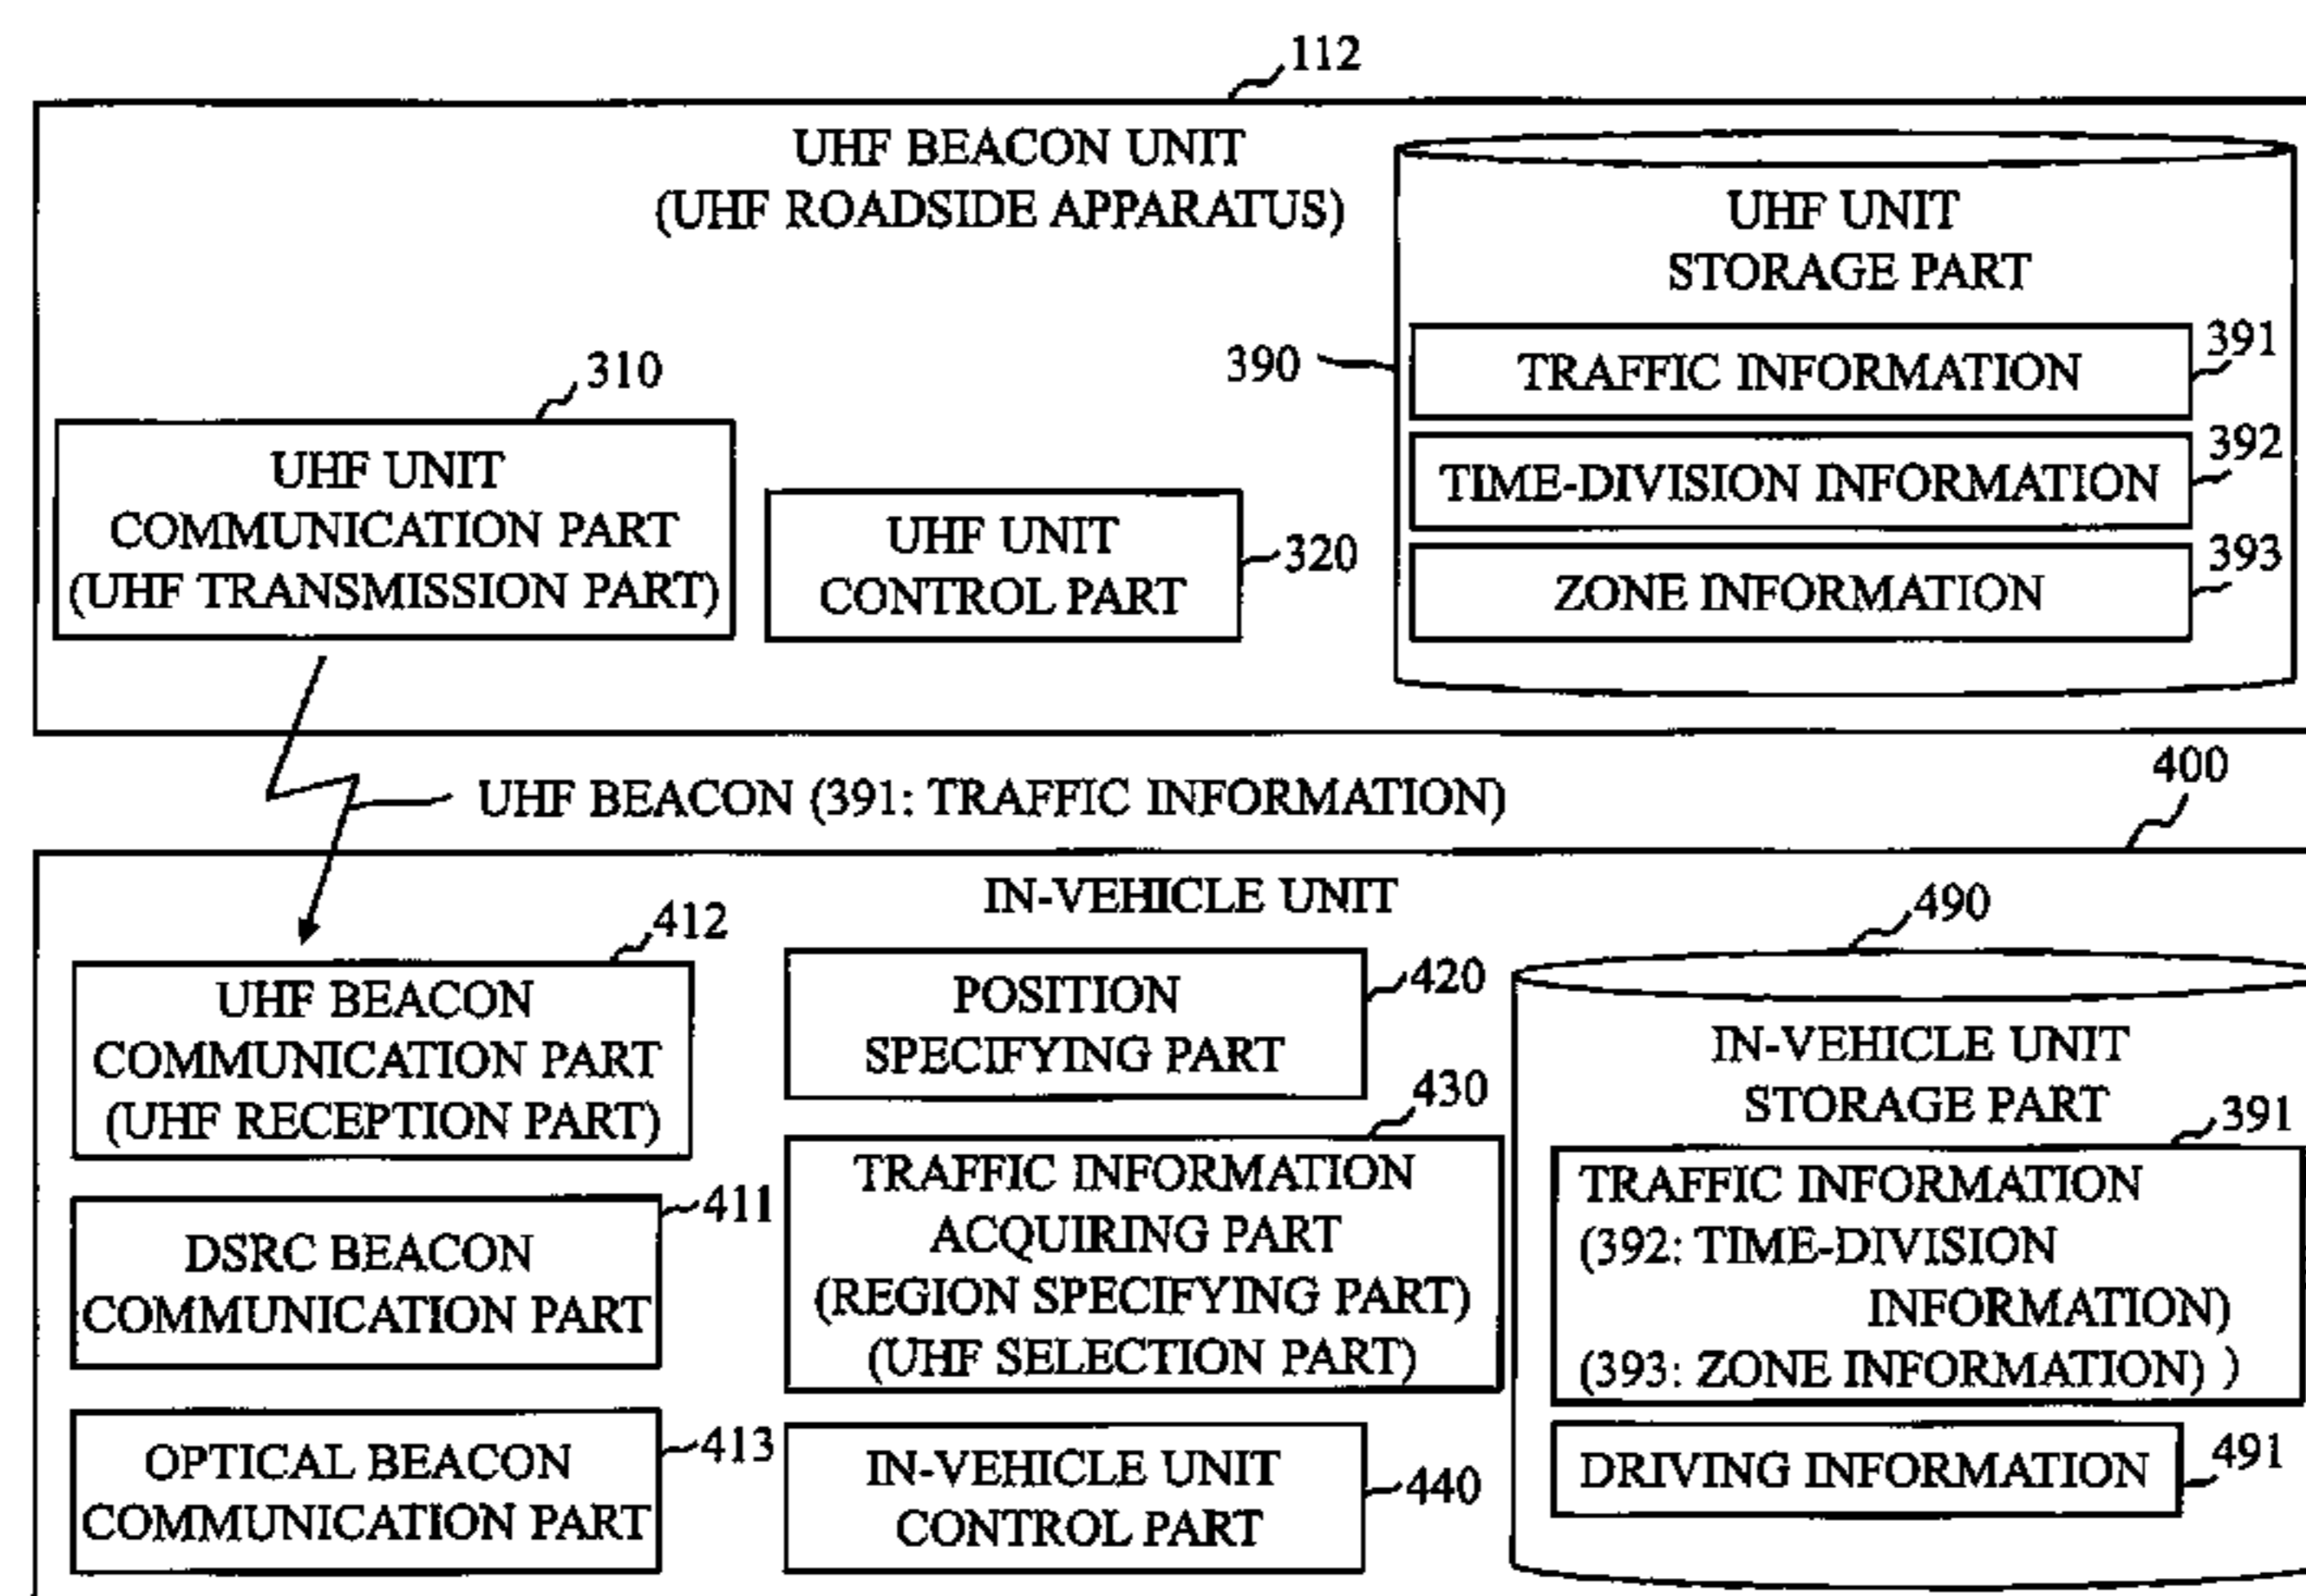 112
UHF BEACON UNIT
(UHF ROADSIDE APPARATUS)
UHF UNIT
STORAGE PART
390
TRAFFIC INFORMATION
391
TIME-DIVISION INFORMATION
392
ZONE INFORMATION
393
310
UHF UNIT
COMMUNICATION PART
(UHF TRANSMISSION PART)
UHF UNIT
CONTROL PART
320
UHF BEACON (391: TRAFFIC INFORMATION)
400
IN-VEHICLE UNIT
412
UHF BEACON
COMMUNICATION PART
(UHF RECEPTION PART)
411
DSRC BEACON
COMMUNICATION PART
413
OPTICAL BEACON
COMMUNICATION PART
POSITION
SPECIFYING PART
420
430
TRAFFIC INFORMATION
ACQUIRING PART
(REGION SPECIFYING PART)
(UHF SELECTION PART)
IN-VEHICLE UNIT
CONTROL PART
440
490
IN-VEHICLE UNIT
STORAGE PART
391
TRAFFIC INFORMATION
(392: TIME-DIVISION
INFORMATION)
(393: ZONE INFORMATION) )
DRIVING INFORMATION
491